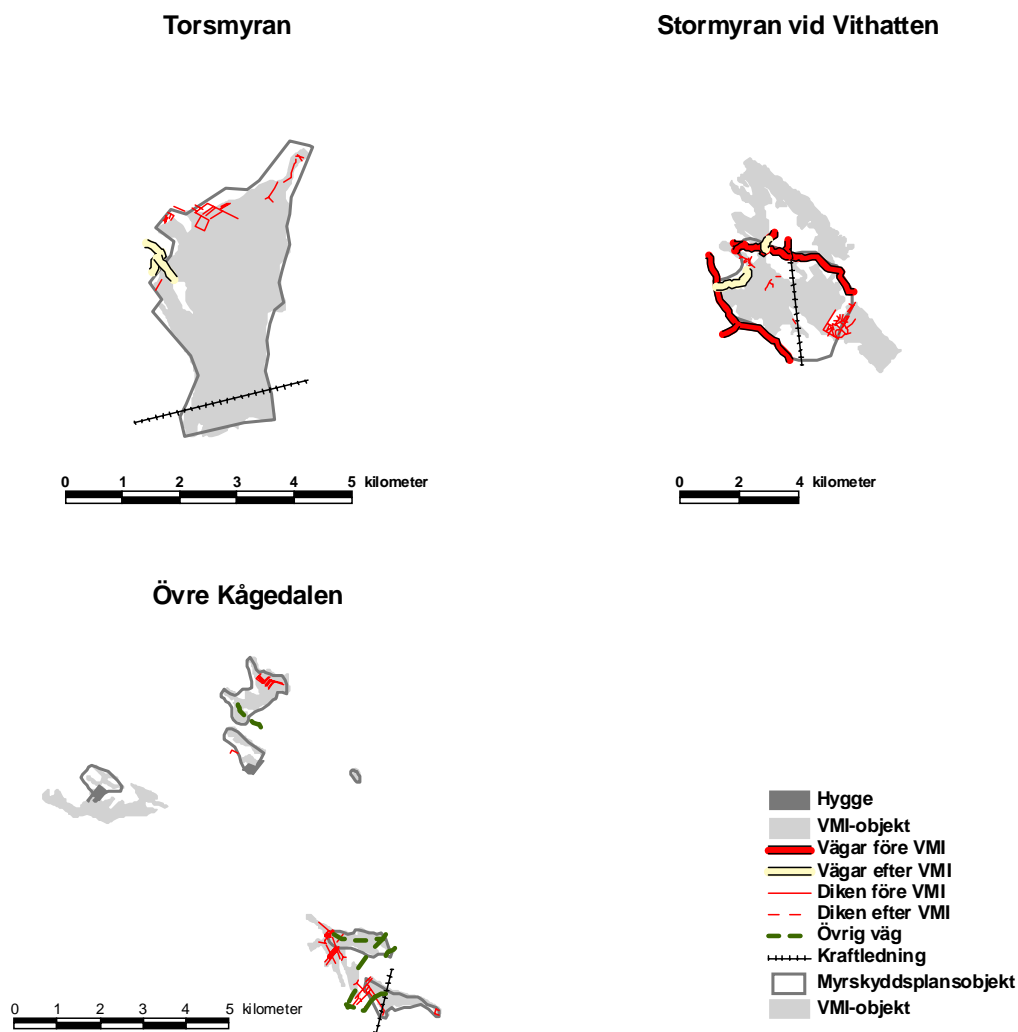 Torsmyran
Stormyran vid Vithatten
0 1 2 3 4 5 kilometer
0 2 4 kilometer
Övre Kågedalen
Hygge
VMI-objekt
Vägar före VMI
Vägar efter VMI
Diken före VMI
Diken efter VMI
Övrig väg
Kraftledning
Myrskyddsplansobjekt
VMI-objekt
0 1 2 3 4 5 kilometer